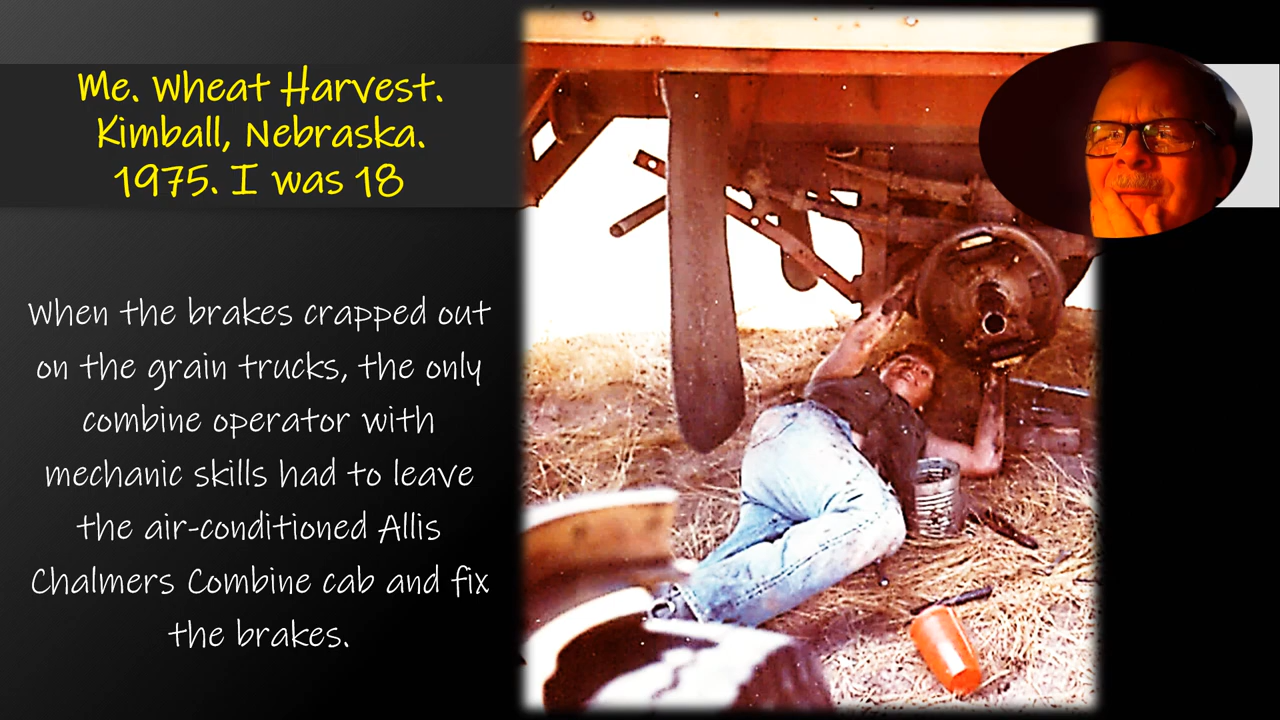 Me. Wheat Harvest.
Kimball, Nebraska.
1975. I was 18
When the brakes crapped out
on the grain trucks, the only
combine operator with
mechanic skills had to leave
the air-conditioned Allis
Chalmers Combine cab and fix
the brakes.